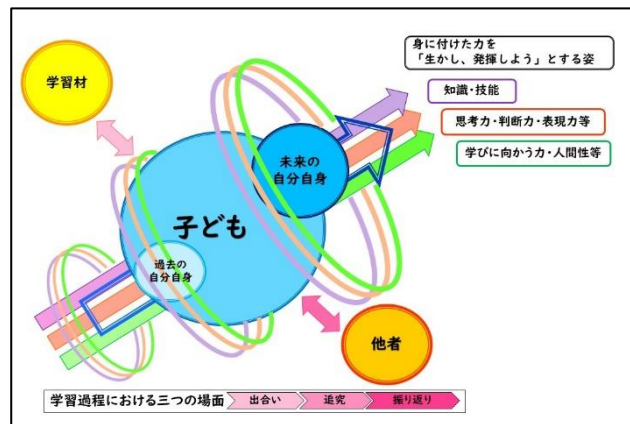 身に付けた力を
「生かし、発揮しよう」とする姿
学習材
知識・技能
思考力・判断力・表現力等
学びに向かう力・人間性等
未来の
自分自身
子ども
過去の
自分自身
他者
学習過程における三つの場面
出合い
追究
振り返り